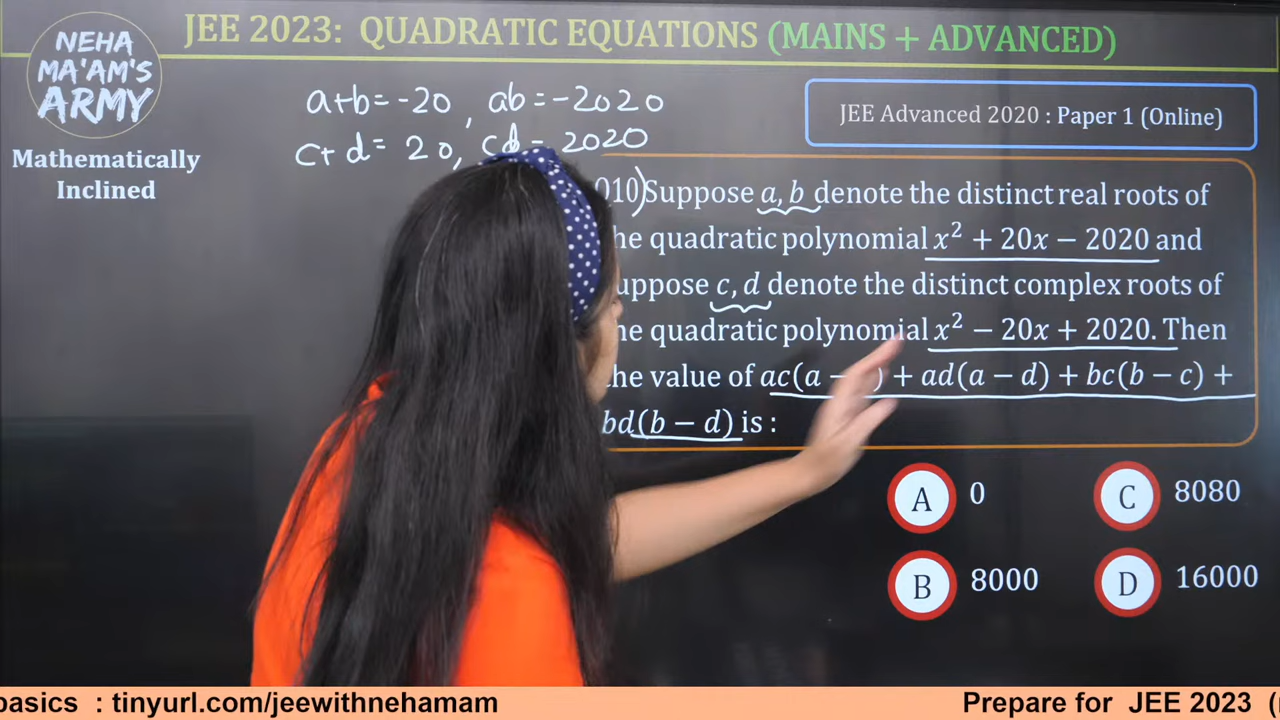 JEE 2023: QUADRATIC EQUATIONS (MAINS + ADVANCED)
NEHA
MA'AM'S
ARMY
Mathematically
Inclined
a+b = -20, ab = -2020
c+d = 20, cd = 2020
JEE Advanced 2020 : Paper 1 (Online)
010) Suppose a, b denote the distinct real roots of
he quadratic polynomial x² + 20x − 2020 and
uppose c, d denote the distinct complex roots of
he quadratic polynomial x² − 20x + 2020. Then
he value of ac(a − ) + ad(a − d) + bc(b − c) +
bd(b − d) is :
A 0
C 8080
B 8000
D 16000
basics : tinyurl.com/jeewithnehamam
Prepare for JEE 2023 (